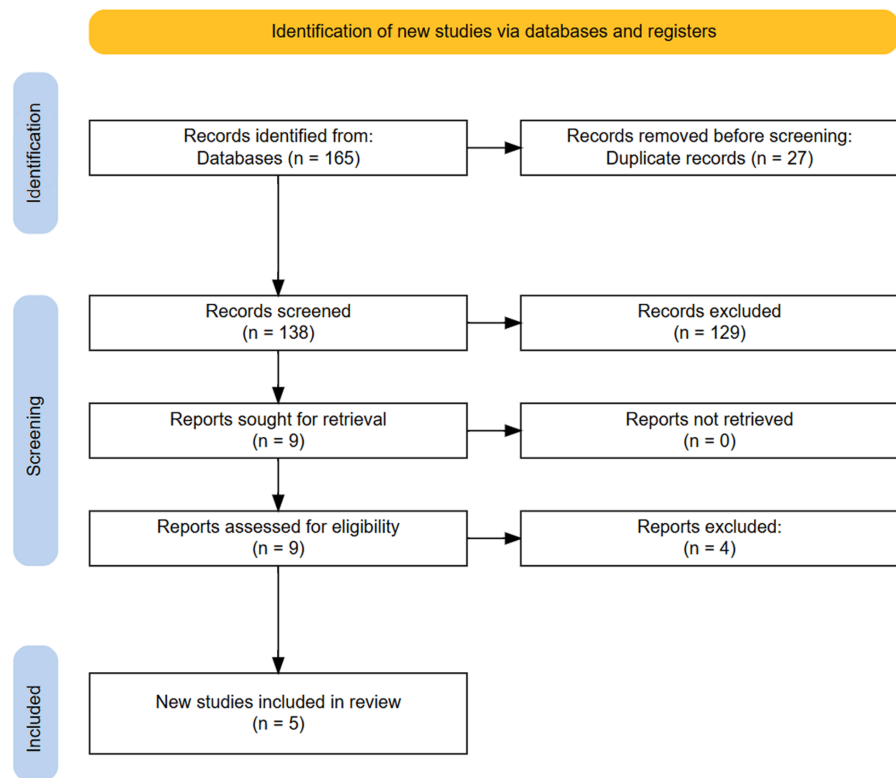 Identification of new studies via databases and registers
Identification
Records identified from:
Databases (n = 165)
Records removed before screening:
Duplicate records (n = 27)
Screening
Records screened
(n = 138)
Records excluded
(n = 129)
Reports sought for retrieval
(n = 9)
Reports not retrieved
(n = 0)
Reports assessed for eligibility
(n = 9)
Reports excluded:
(n = 4)
Included
New studies included in review
(n = 5)